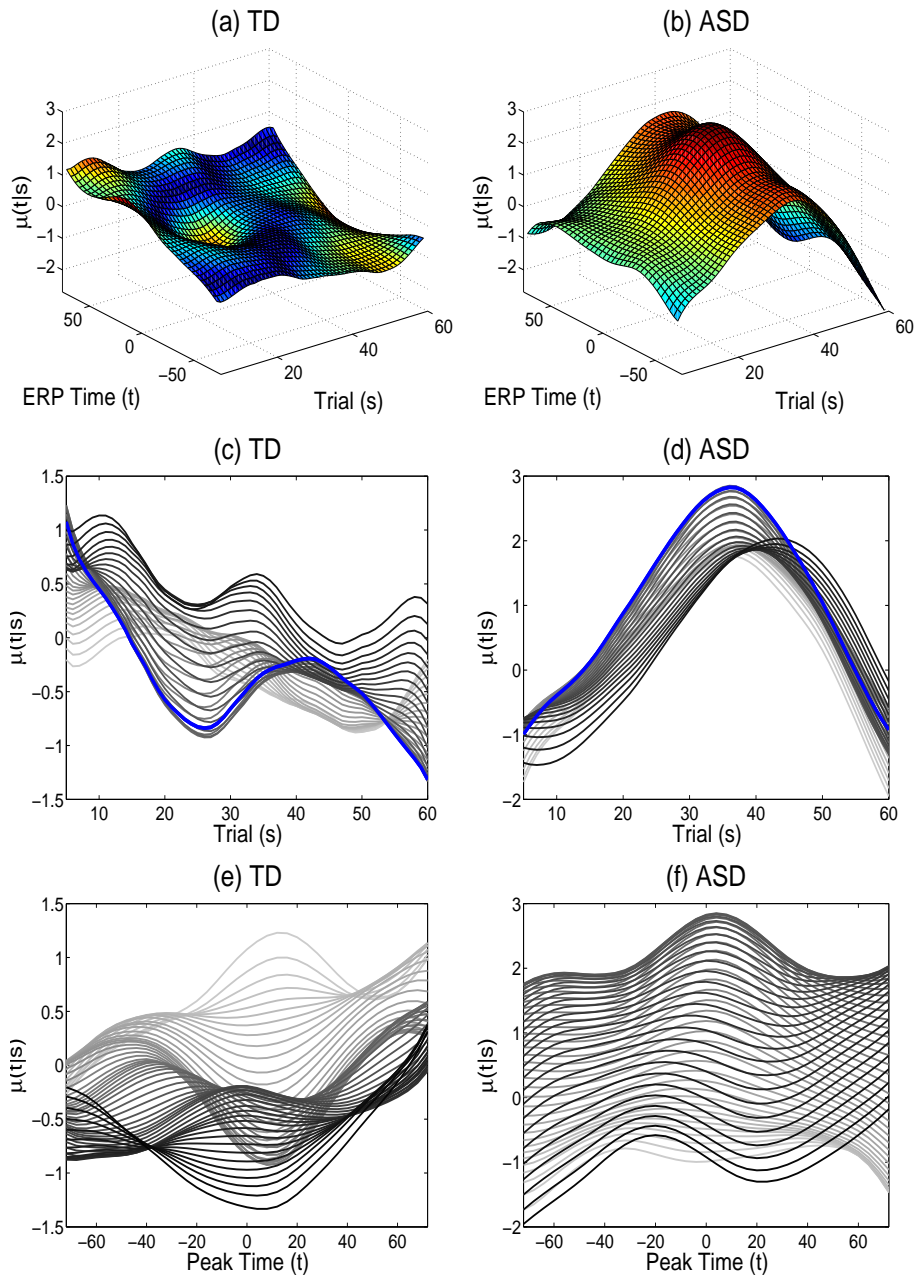 (a) TD
(b) ASD
3
2
1
0
−1
−2
μ(t|s)
50
0
−50
ERP Time (t)
20
40
60
Trial (s)
3
2
1
0
−1
−2
μ(t|s)
50
0
−50
ERP Time (t)
20
40
60
Trial (s)
(c) TD
(d) ASD
1.5
1
0.5
0
−0.5
−1
−1.5
μ(t|s)
10 20 30 40 50 60
Trial (s)
3
2
1
0
−1
−2
μ(t|s)
10 20 30 40 50 60
Trial (s)
(e) TD
(f) ASD
1.5
1
0.5
0
−0.5
−1
−1.5
μ(t|s)
−60 −40 −20 0 20 40 60
Peak Time (t)
3
2
1
0
−1
−2
μ(t|s)
−60 −40 −20 0 20 40 60
Peak Time (t)